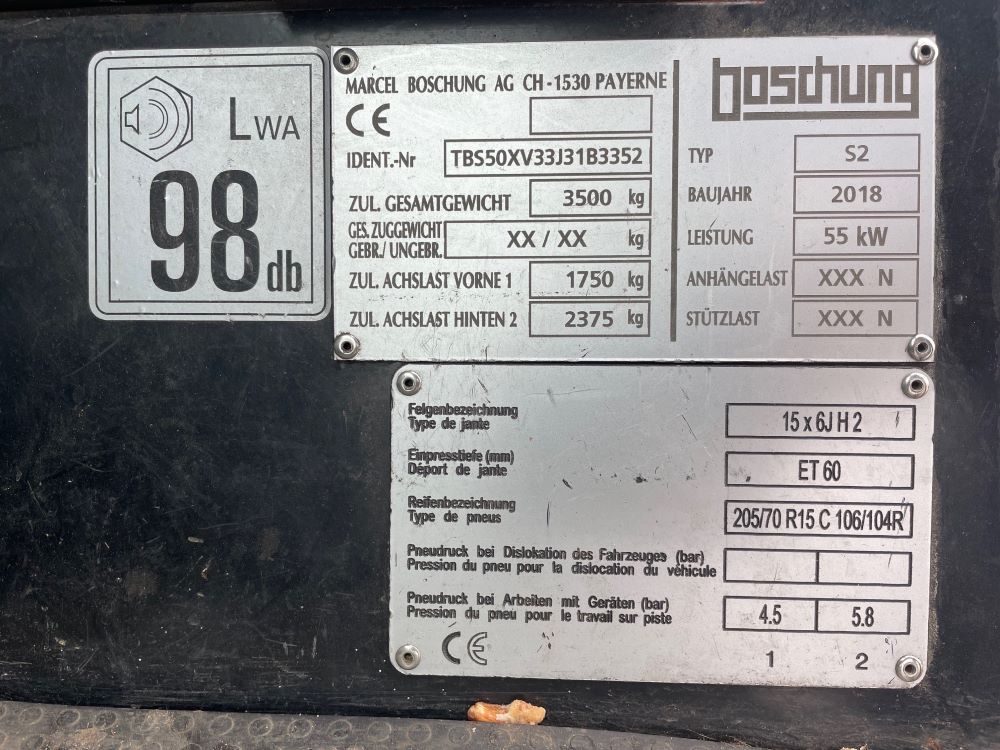 LWA
98 db
MARCEL BOSCHUNG AG CH-1530 PAYERNE
CE
IDENT.-Nr TBS50XV33J31B3352
ZUL. GESAMTGEWICHT 3500 kg
GES. ZUGGEWICHT
GEBR./ UNGEBR. XX / XX kg
ZUL. ACHSLAST VORNE 1 1750 kg
ZUL. ACHSLAST HINTEN 2 2375 kg
boschung
TYP S2
BAUJAHR 2018
LEISTUNG 55 kW
ANHÄNGELAST XXX N
STÜTZLAST XXX N
Felgenbezeichnung
Type de jante 15 x 6J H 2
Einpresstiefe (mm)
Déport de jante ET 60
Reifenbezeichnung
Type de pneus 205/70 R15 C 106/104R
Pneudruck bei Dislokation des Fahrzeuges (bar)
Pression du pneu pour la dislocation du véhicule
Pneudruck bei Arbeiten mit Geräten (bar)
Pression du pneu pour le travail sur piste 4.5 5.8
CE 1 2